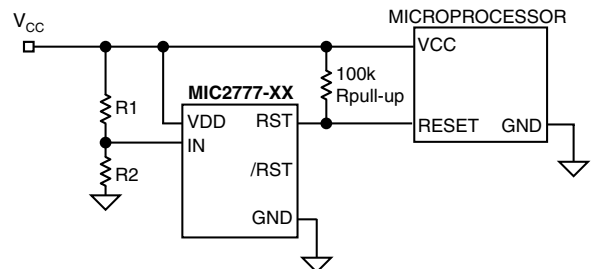 VCC
MICROPROCESSOR
VCC
100k
Rpull-up
MIC2777-XX
R1
VDD
RST
RESET
GND
IN
R2
/RST
GND